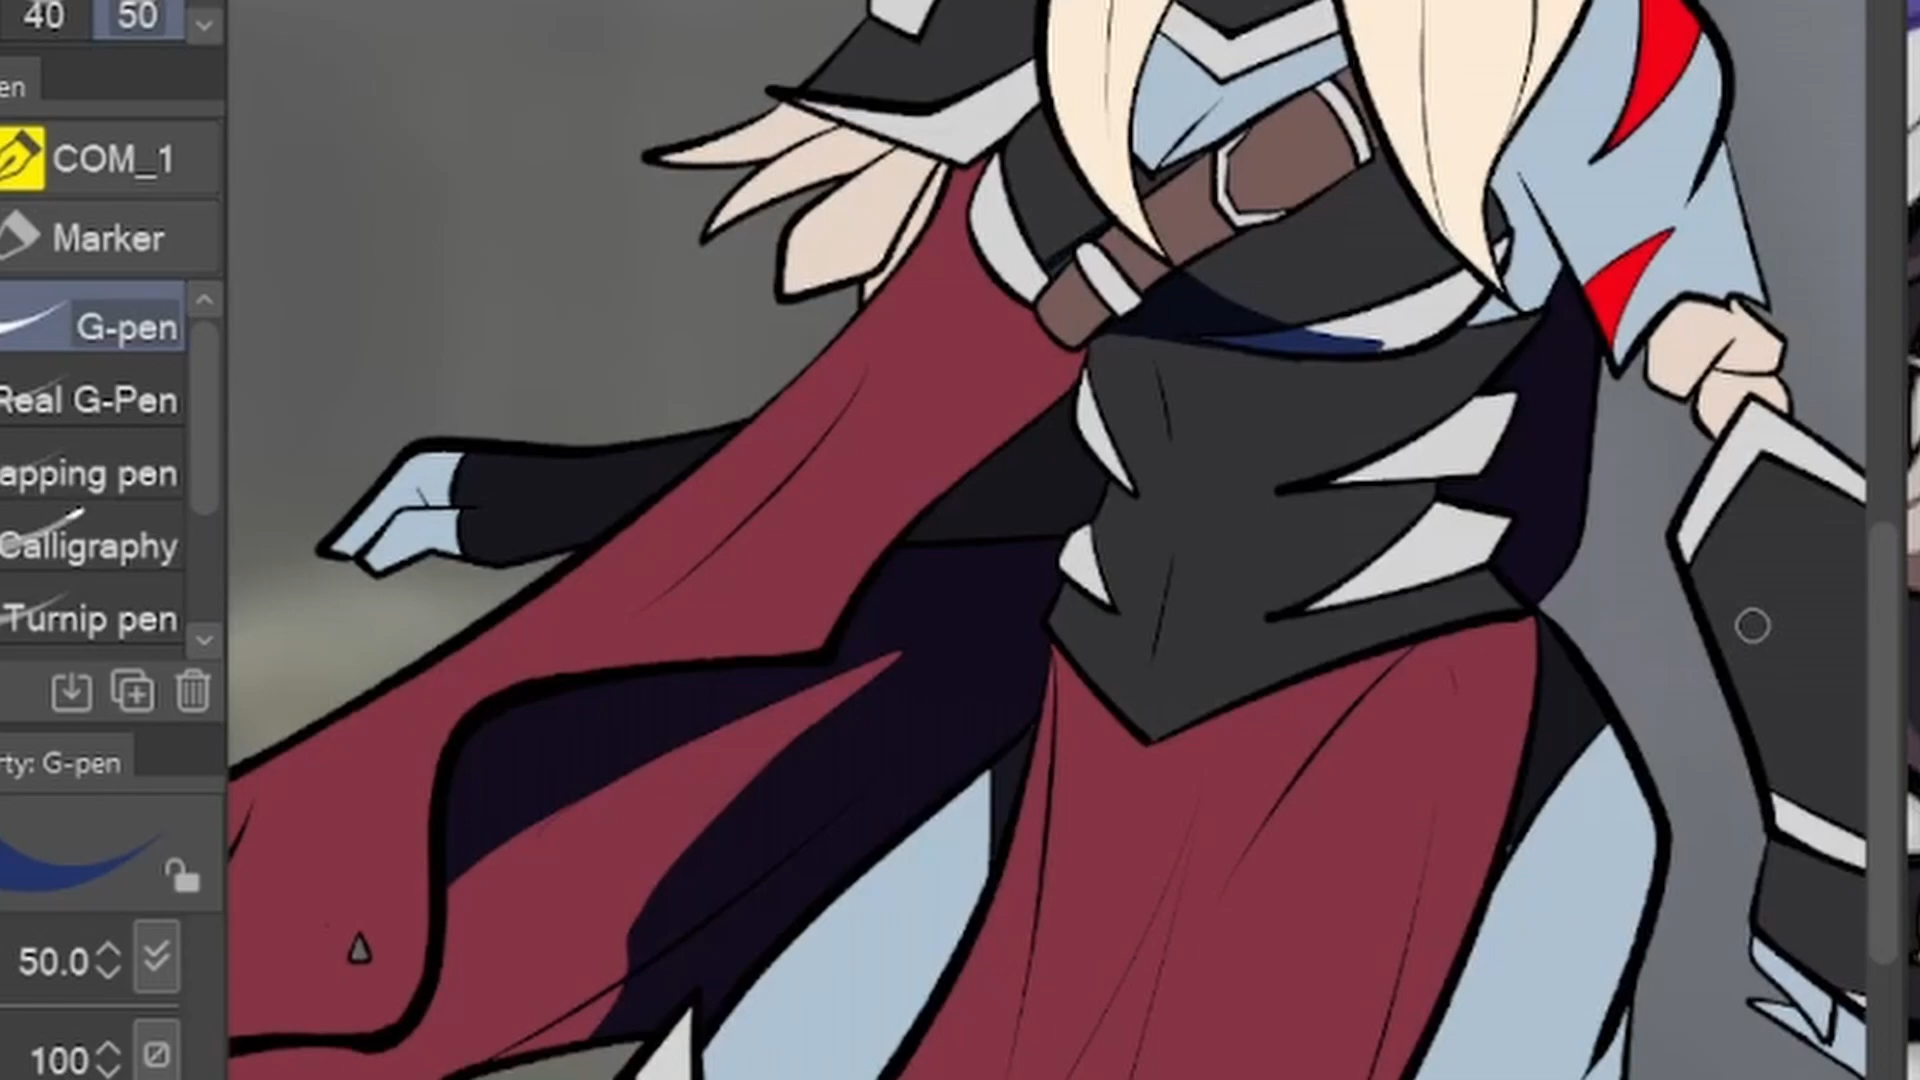 40 50
en
COM_1
Marker
G-pen
Real G-Pen
apping pen
Calligraphy
Turnip pen
rty: G-pen
50.0
100